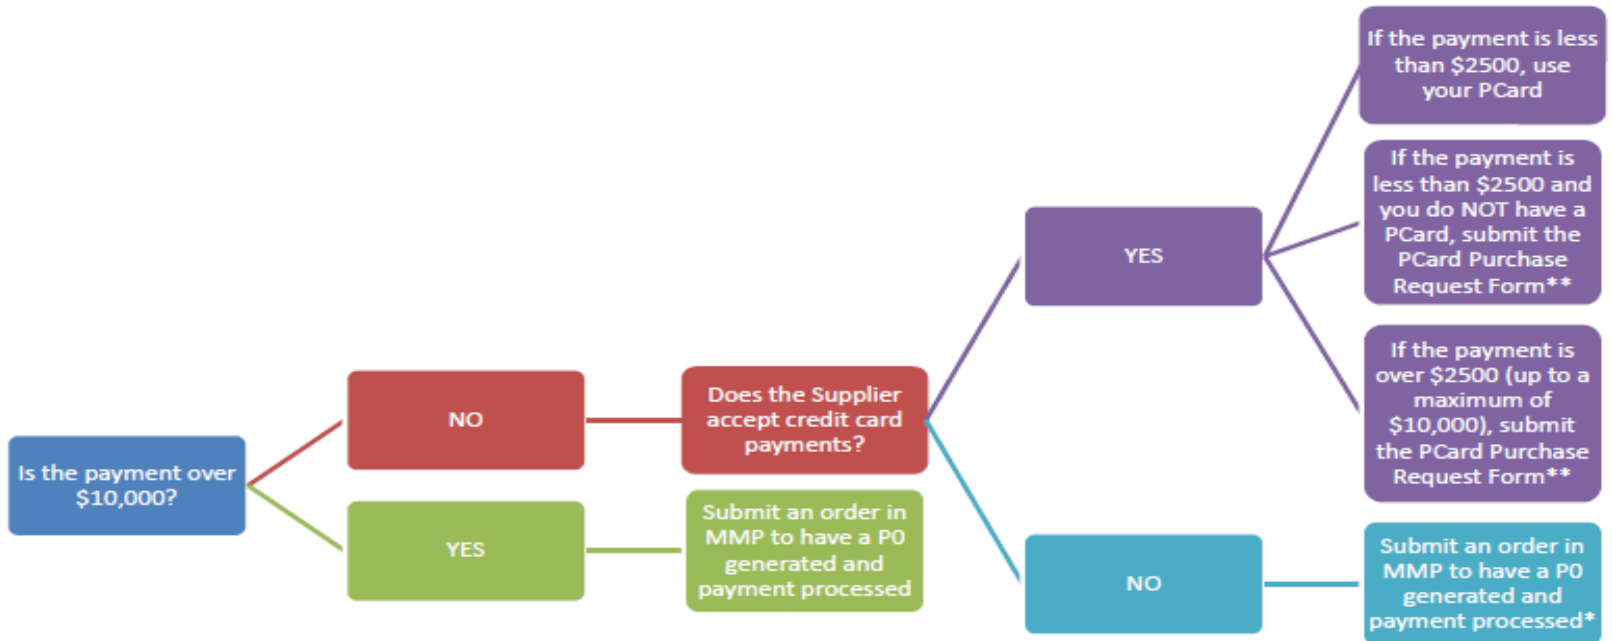 Is the payment over
$10,000?
NO
Does the Supplier
accept credit card
payments?
YES
Submit an order in
MMP to have a P0
generated and
payment processed
YES
If the payment is less
than $2500, use
your PCard
If the payment is
less than $2500 and
you do NOT have a
PCard, submit the
PCard Purchase
Request Form**
If the payment is
over $2500 (up to a
maximum of
$10,000), submit
the PCard Purchase
Request Form**
NO
Submit an order in
MMP to have a P0
generated and
payment processed*